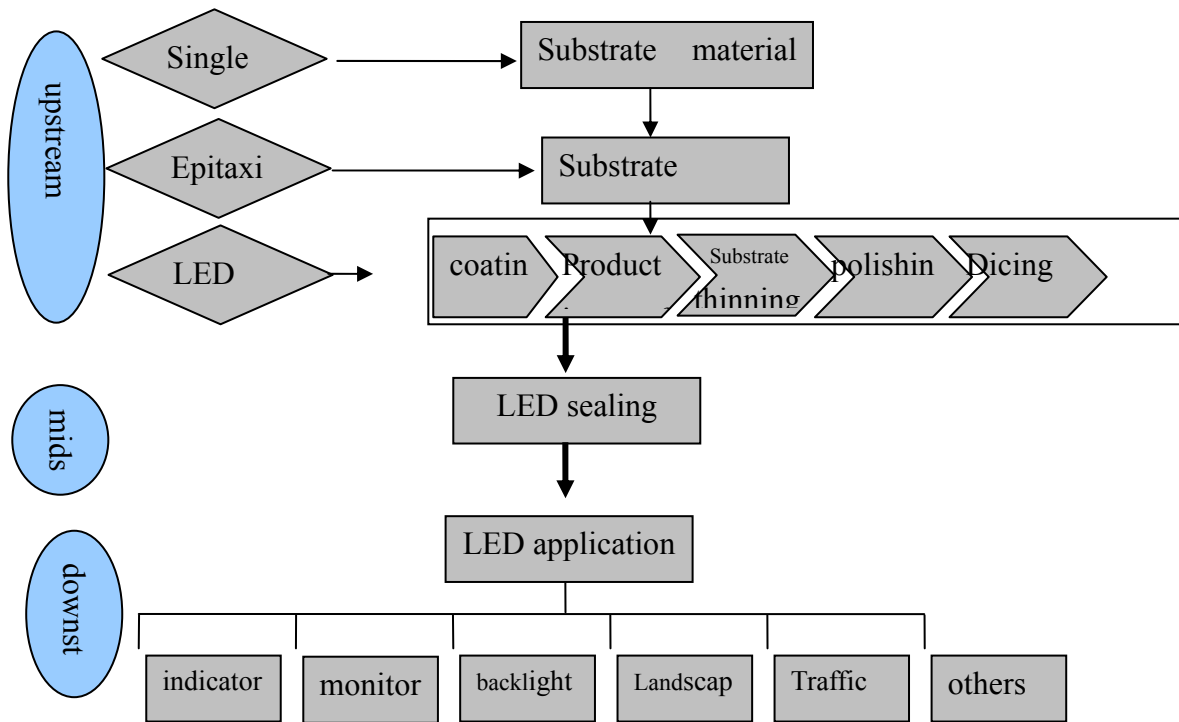 upstream
Single
Substrate material
Epitaxi
Substrate
LED
coatin
Product
Substrate
thinning
polishin
Dicing
mids
LED sealing
downst
LED application
indicator
monitor
backlight
Landscap
Traffic
others